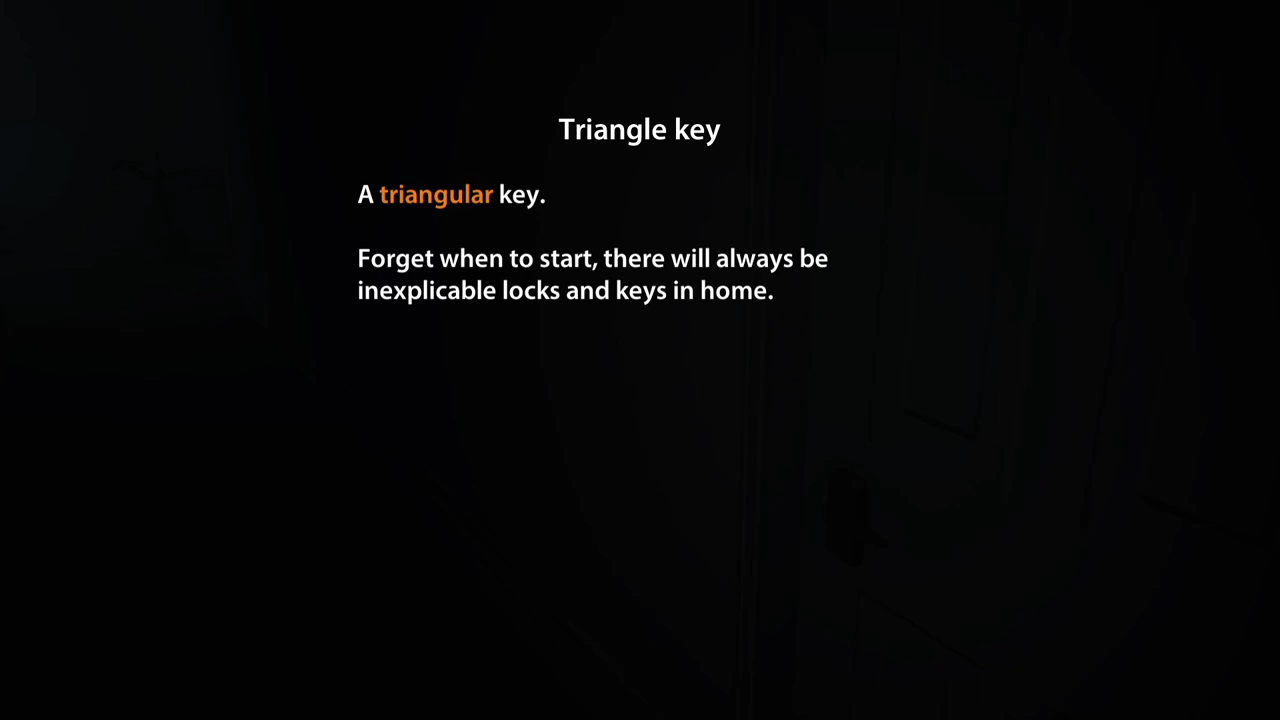 Triangle key
A triangular key.
Forget when to start, there will always be
inexplicable locks and keys in home.